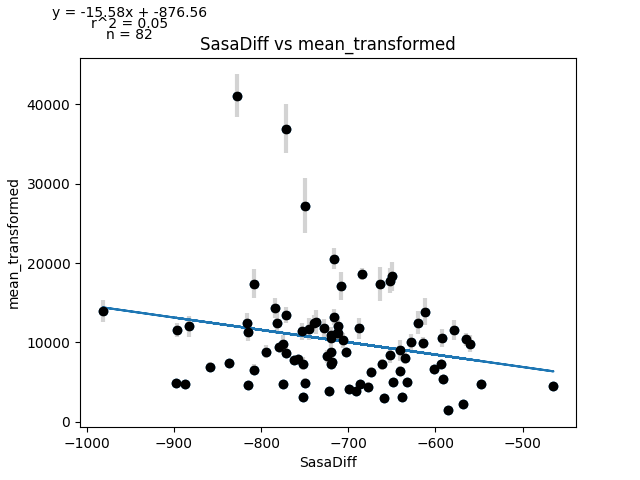 y = -15.58x + -876.56
r^2 = 0.05
n = 82
SasaDiff vs mean_transformed
40000
30000
20000
10000
0
mean_transformed
−1000 −900 −800 −700 −600 −500
SasaDiff